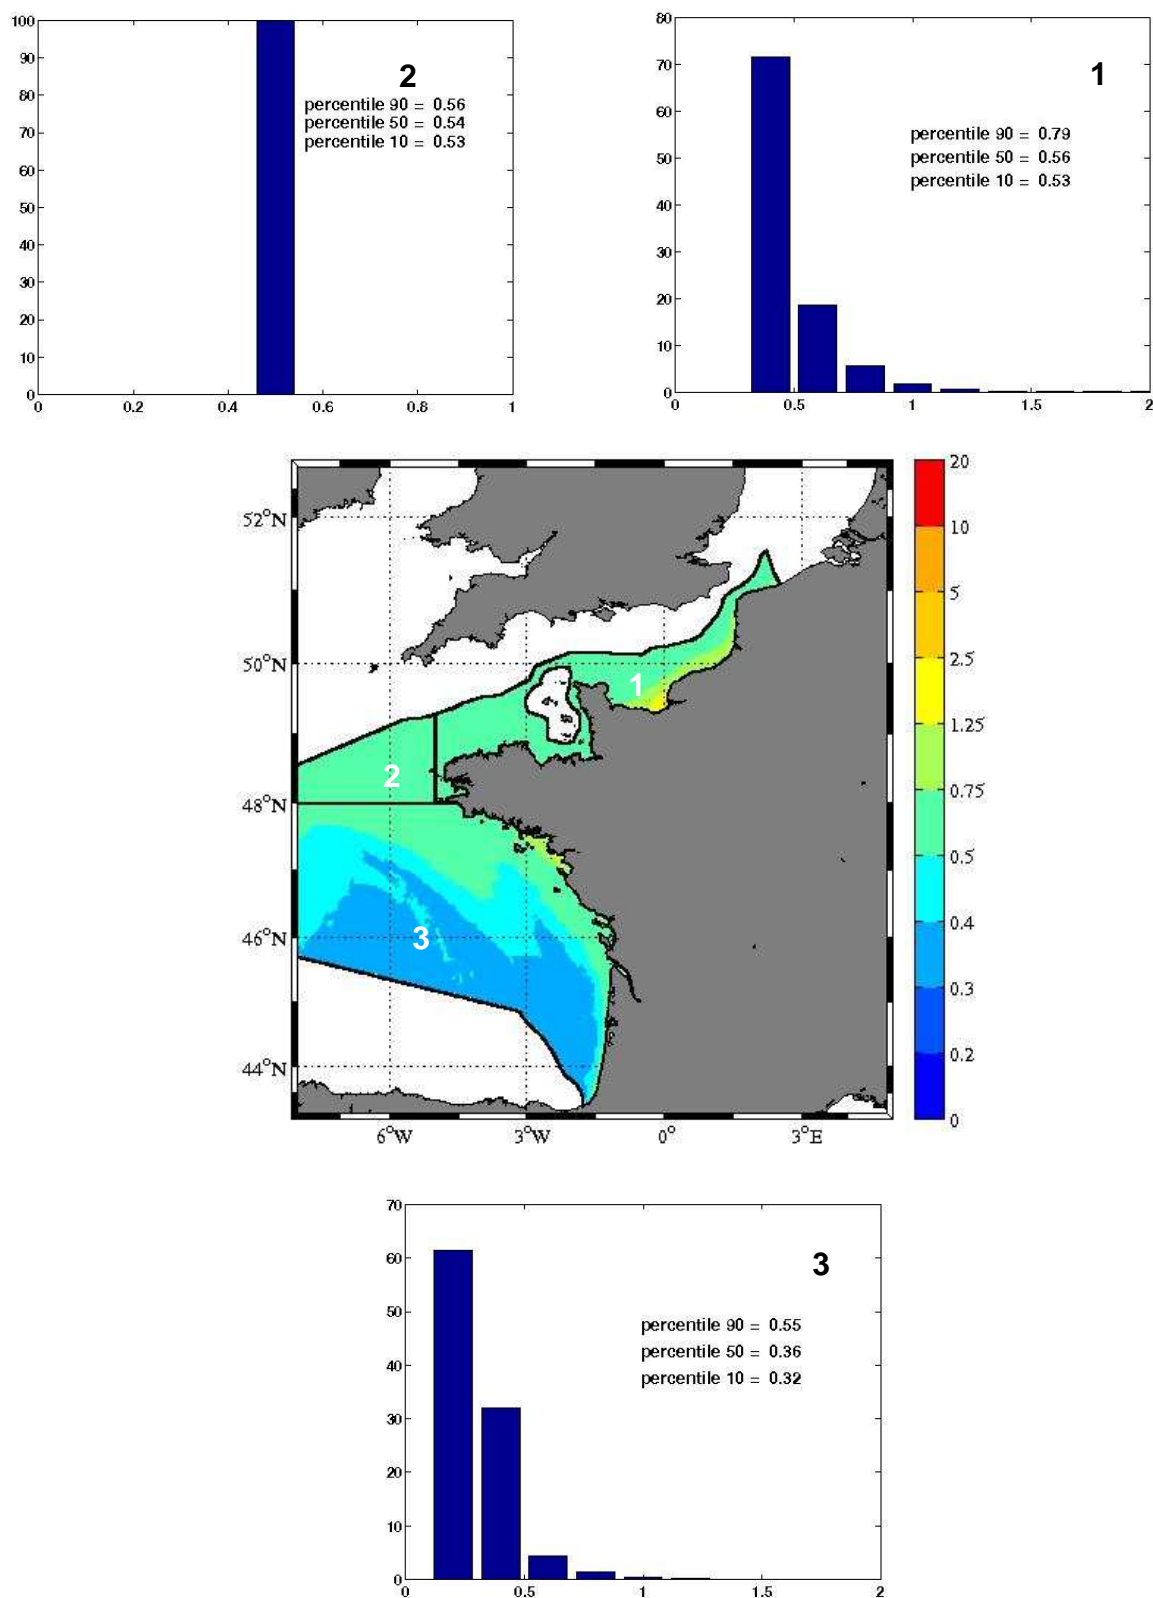 100
90
80
70
60
50
40
30
20
10
0
0 0.2 0.4 0.6 0.8 1
2
percentile 90 = 0.56
percentile 50 = 0.54
percentile 10 = 0.53
80
70
60
50
40
30
20
10
0
0 0.5 1 1.5 2
1
percentile 90 = 0.79
percentile 50 = 0.56
percentile 10 = 0.53
52°N
50°N
48°N
46°N
44°N
6°W 3°W 0° 3°E
1
2
3
20
10
5
2.5
1.25
0.75
0.5
0.4
0.3
0.2
0
70
60
50
40
30
20
10
0
0 0.5 1 1.5 2
3
percentile 90 = 0.55
percentile 50 = 0.36
percentile 10 = 0.32